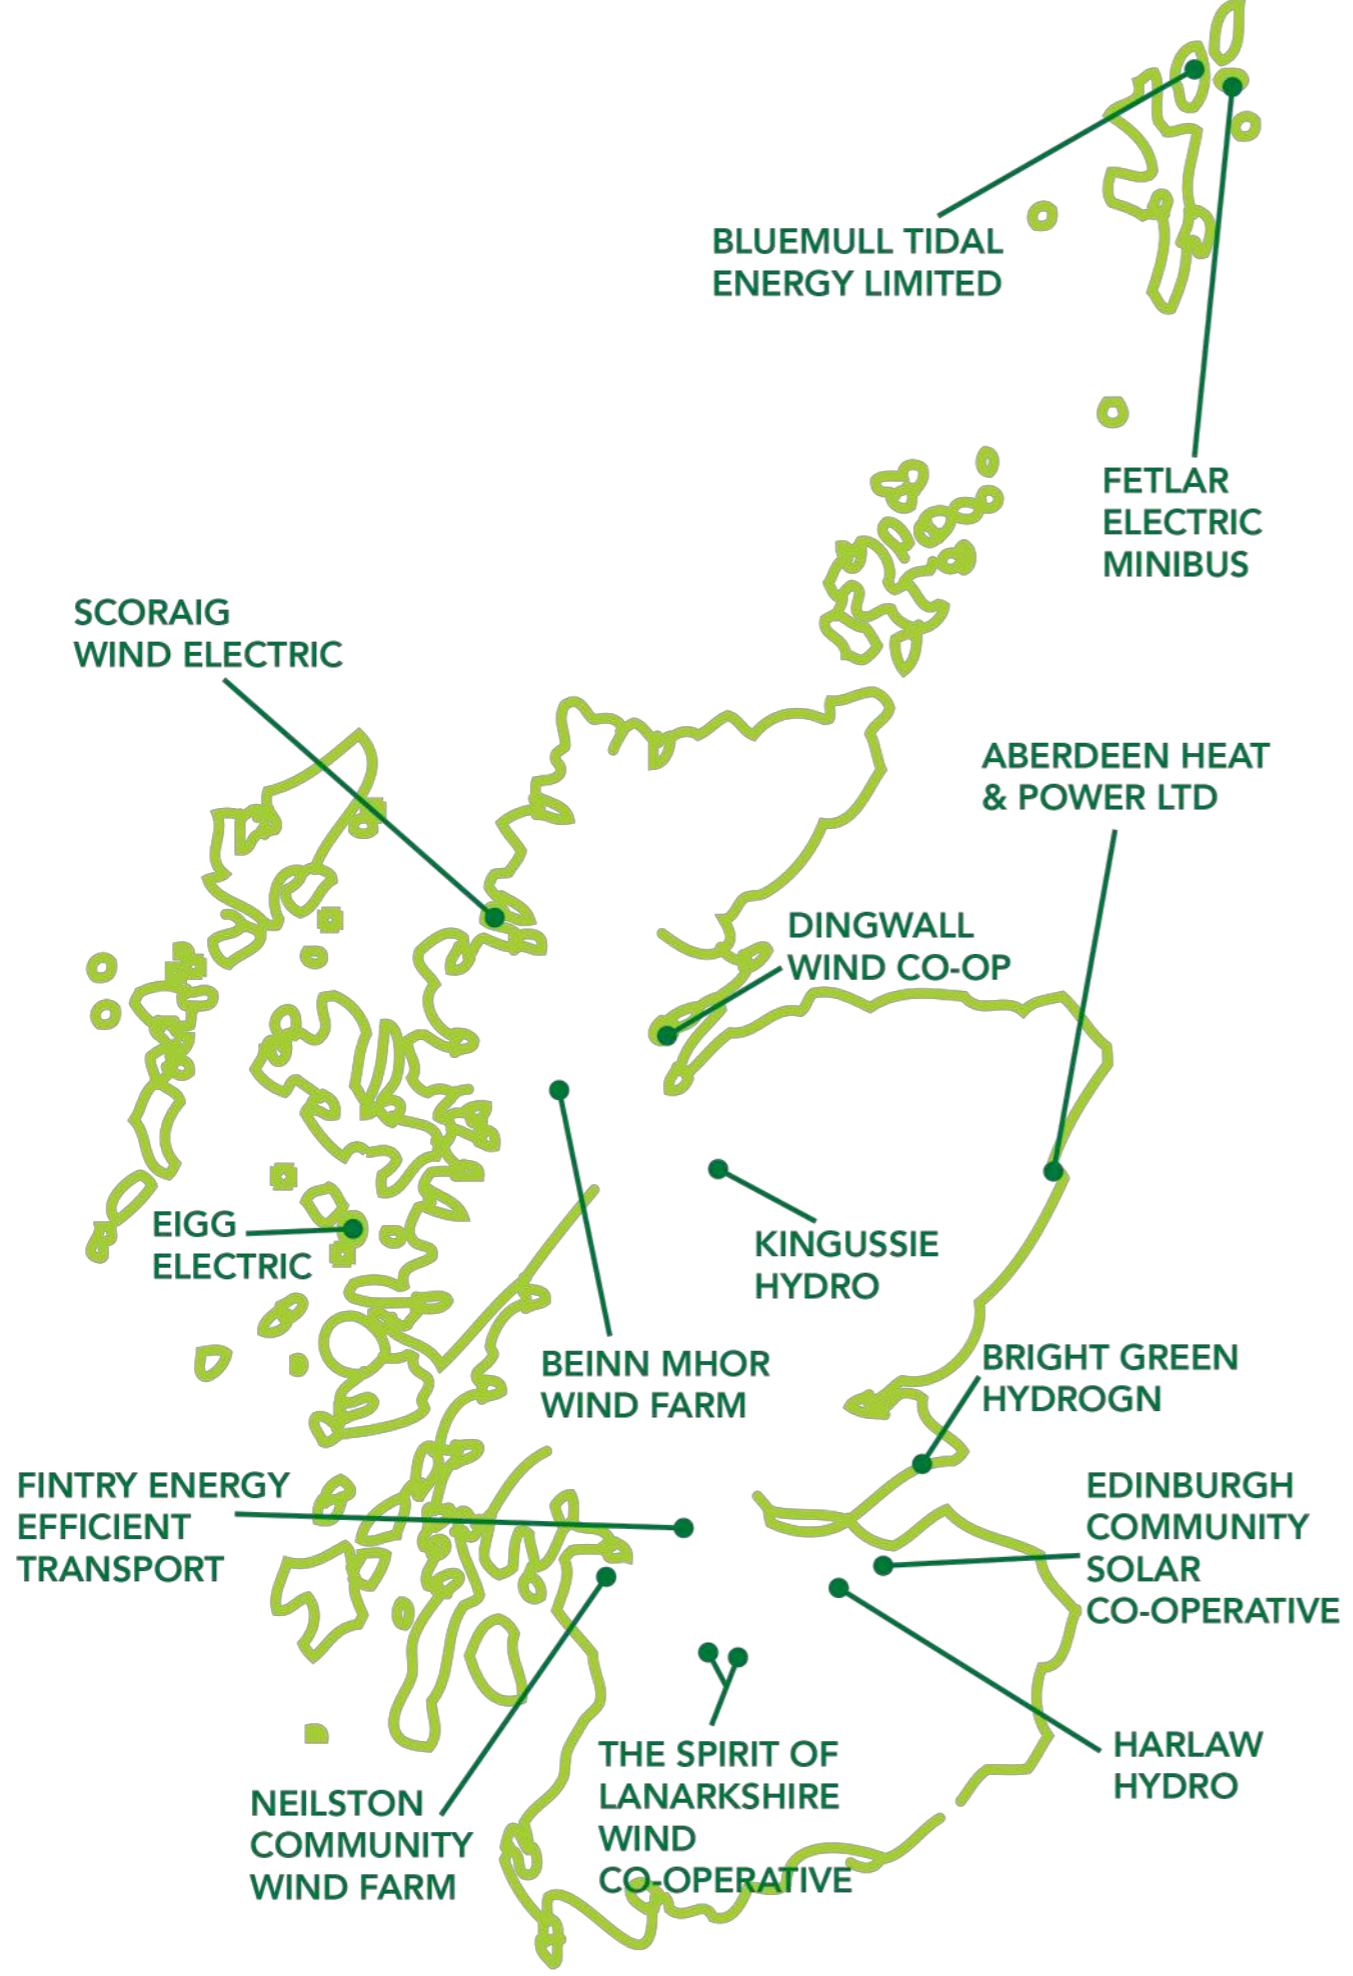 BLUEMULL TIDAL
ENERGY LIMITED
FETLAR
ELECTRIC
MINIBUS
SCORAIG
WIND ELECTRIC
ABERDEEN HEAT
& POWER LTD
DINGWALL
WIND CO-OP
EIGG
ELECTRIC
KINGUSSIE
HYDRO
BEINN MHOR
WIND FARM
BRIGHT GREEN
HYDROGN
FINTRY ENERGY
EFFICIENT
TRANSPORT
EDINBURGH
COMMUNITY
SOLAR
CO-OPERATIVE
HARLAW
HYDRO
THE SPIRIT OF
LANARKSHIRE
WIND
CO-OPERATIVE
NEILSTON
COMMUNITY
WIND FARM